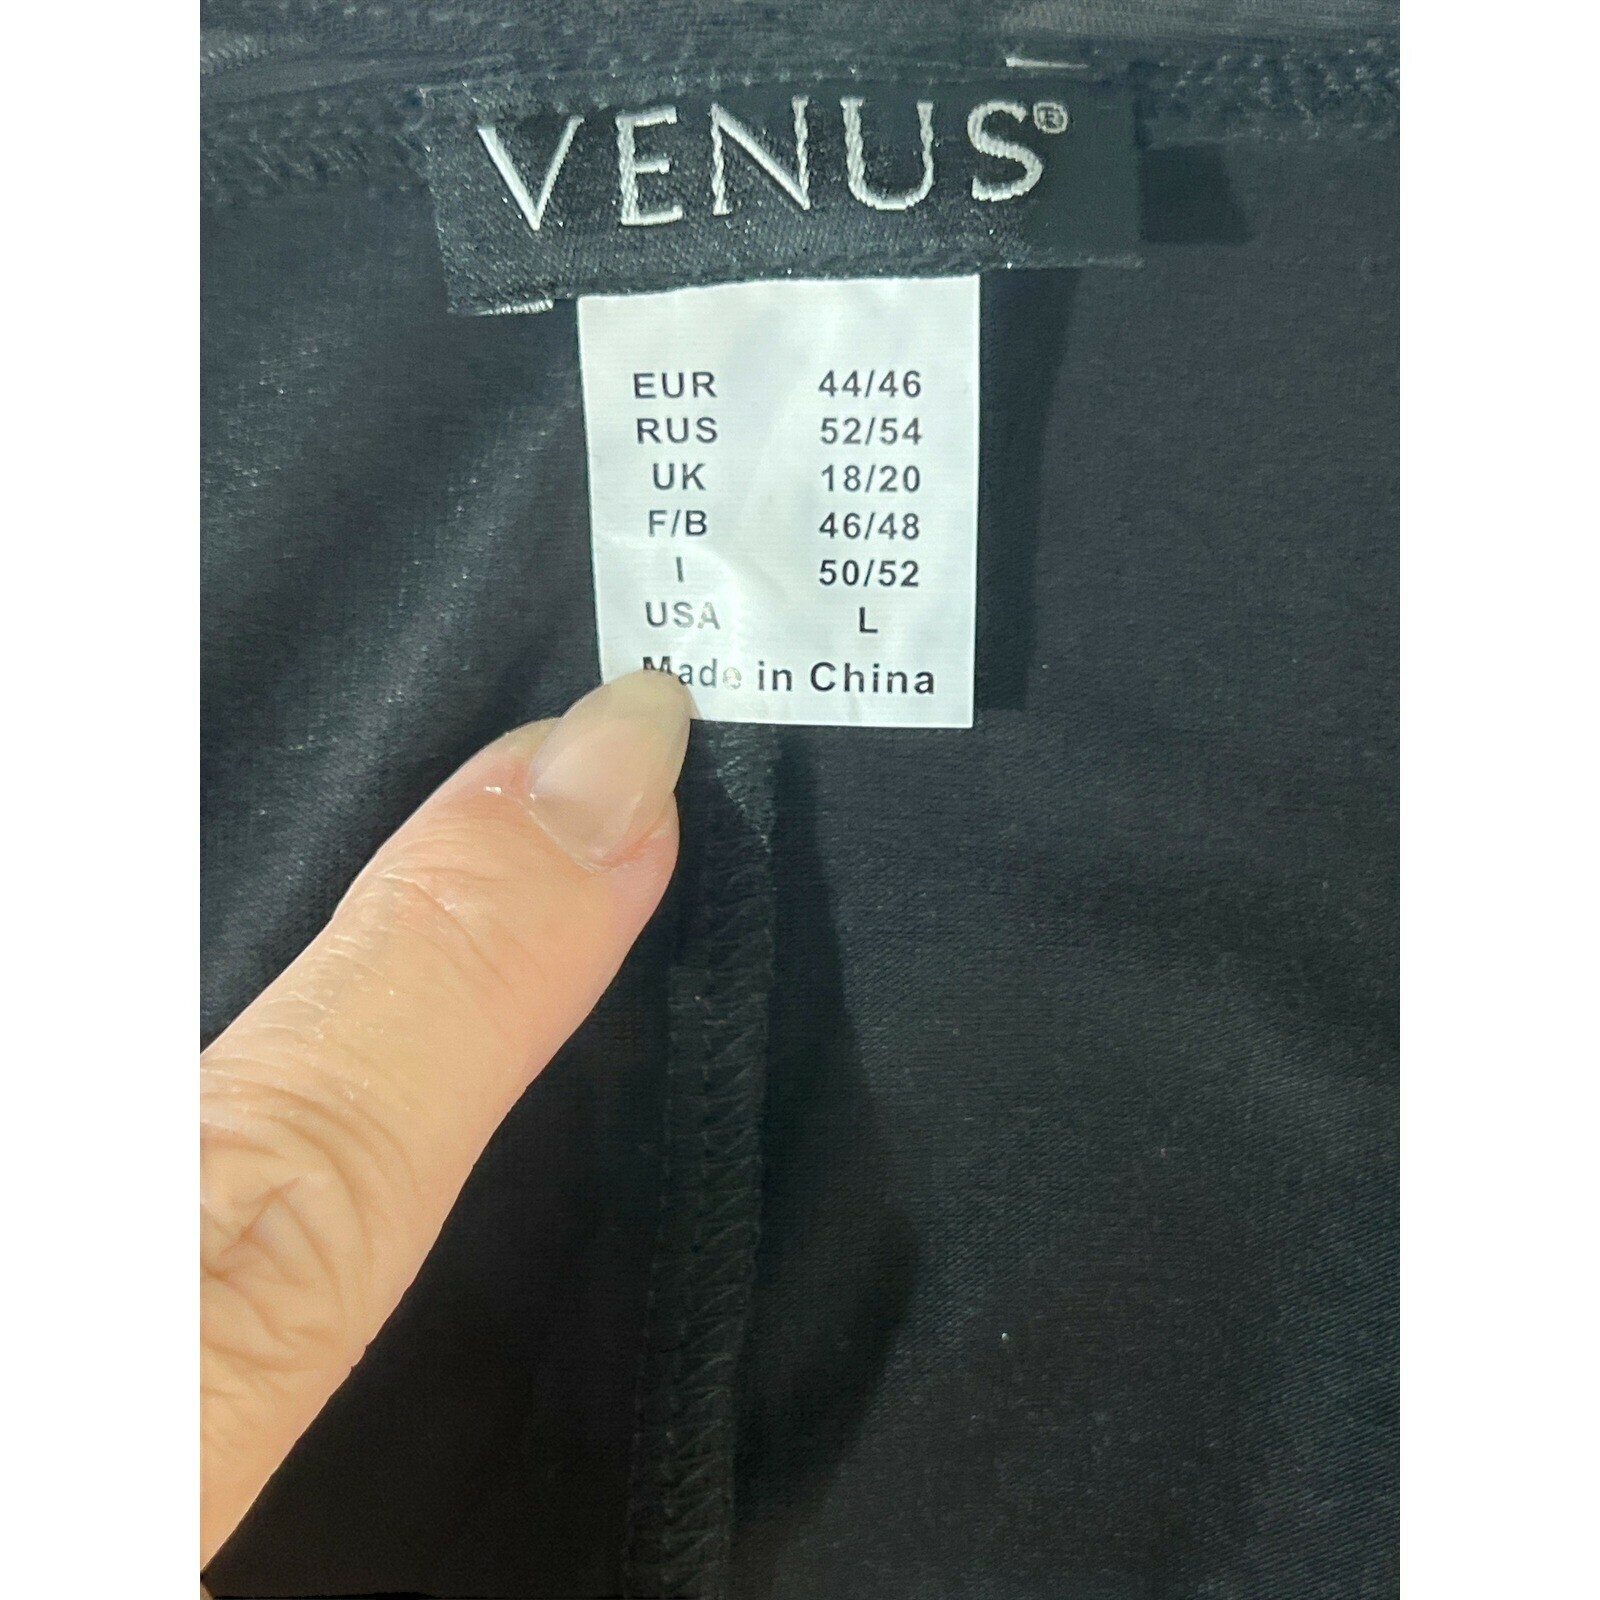 VENUS®
EUR 44/46
RUS 52/54
UK 18/20
F/B 46/48
I 50/52
USA L
Made in China